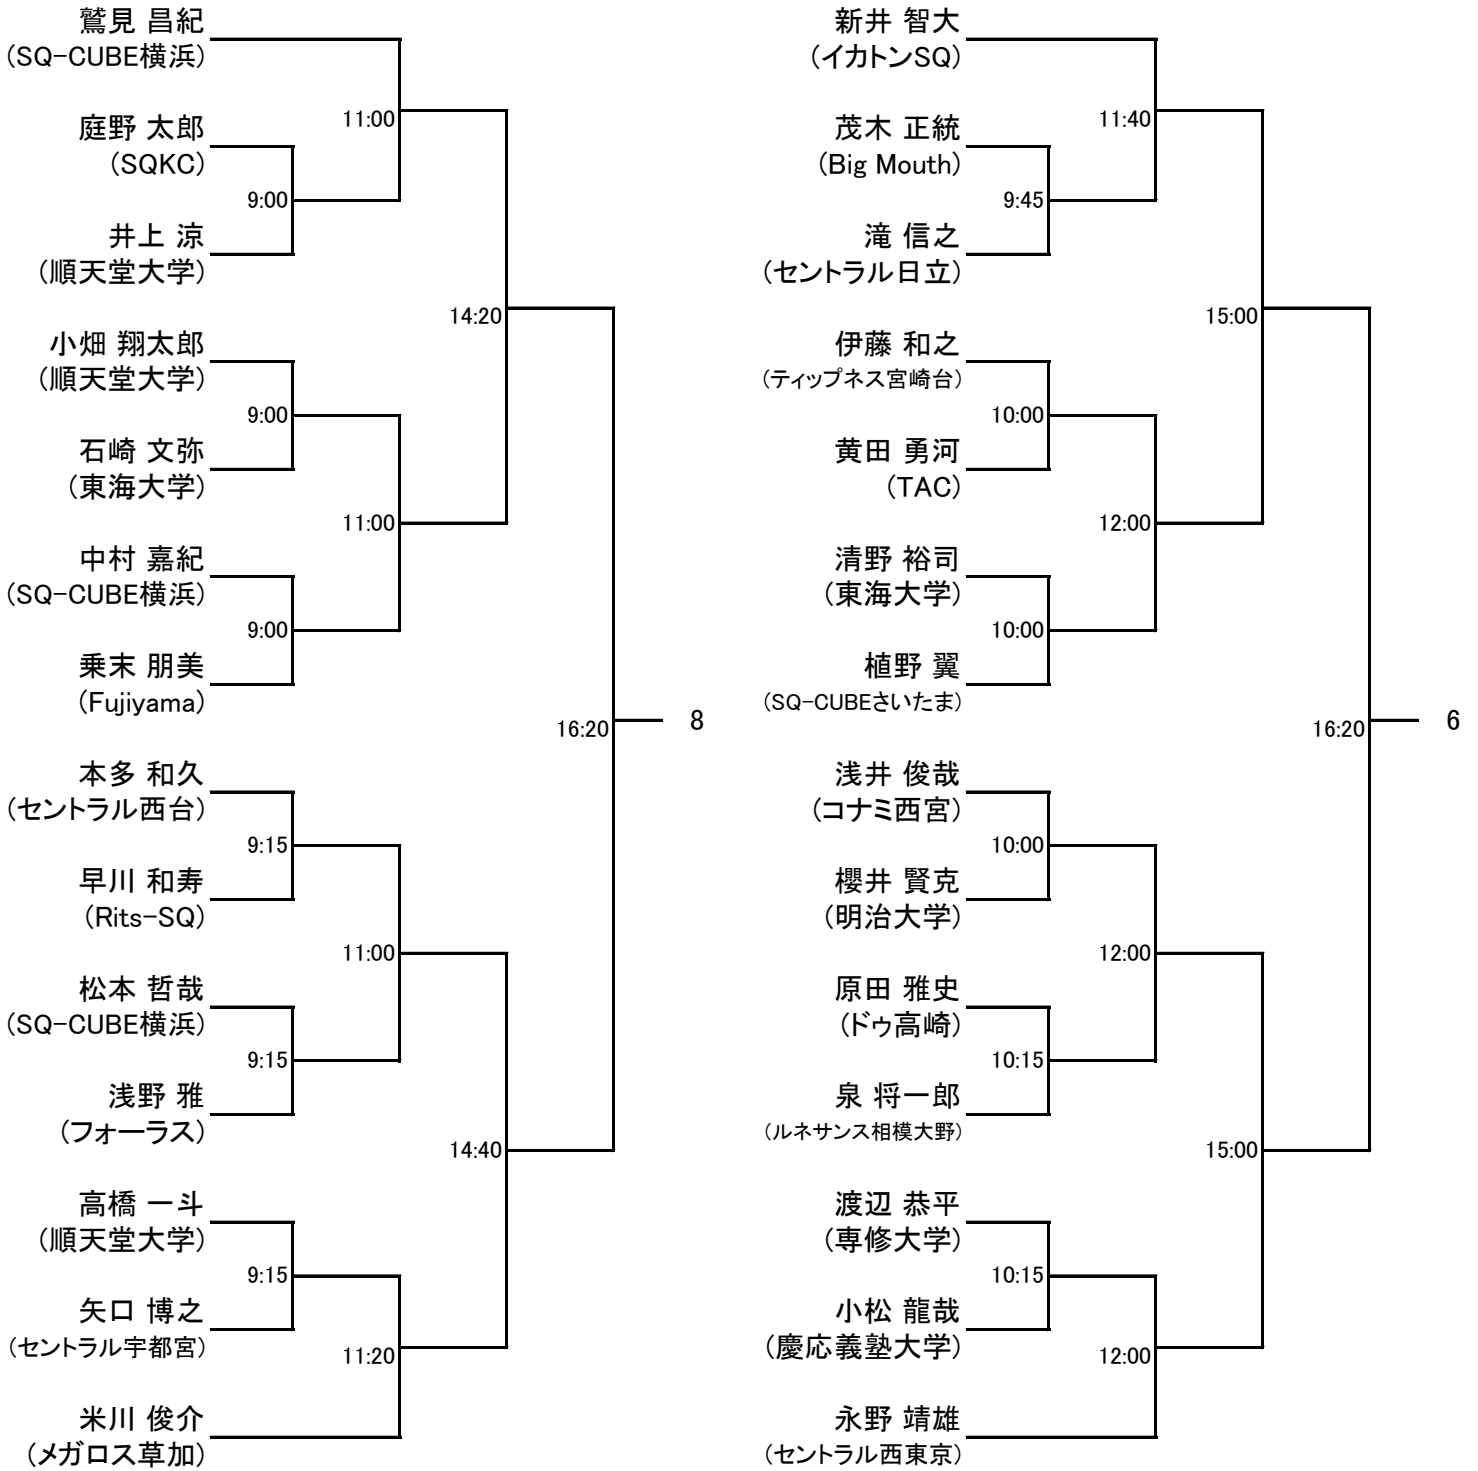 鷲見 昌紀
(SQ-CUBE横浜)
11:00
庭野 太郎
(SQKC)
9:00
井上 涼
(順天堂大学)
14:20
小畑 翔太郎
(順天堂大学)
9:00
石崎 文弥
(東海大学)
11:00
中村 嘉紀
(SQ-CUBE横浜)
9:00
乗末 朋美
(Fujiyama)
16:20
8
本多 和久
(セントラル西台)
9:15
早川 和寿
(Rits-SQ)
11:00
松本 哲哉
(SQ-CUBE横浜)
9:15
浅野 雅
(フォーラス)
14:40
高橋 一斗
(順天堂大学)
9:15
矢口 博之
(セントラル宇都宮)
11:20
米川 俊介
(メガロス草加)
新井 智大
(イカトンSQ)
11:40
茂木 正統
(Big Mouth)
9:45
滝 信之
(セントラル日立)
15:00
伊藤 和之
(ティップネス宮崎台)
10:00
黄田 勇河
(TAC)
12:00
清野 裕司
(東海大学)
10:00
植野 翼
(SQ-CUBEさいたま)
16:20
6
浅井 俊哉
(コナミ西宮)
10:00
櫻井 賢克
(明治大学)
12:00
原田 雅史
(ドゥ高崎)
10:15
泉 将一郎
(ルネサンス相模大野)
15:00
渡辺 恭平
(専修大学)
10:15
小松 龍哉
(慶応義塾大学)
12:00
永野 靖雄
(セントラル西東京)